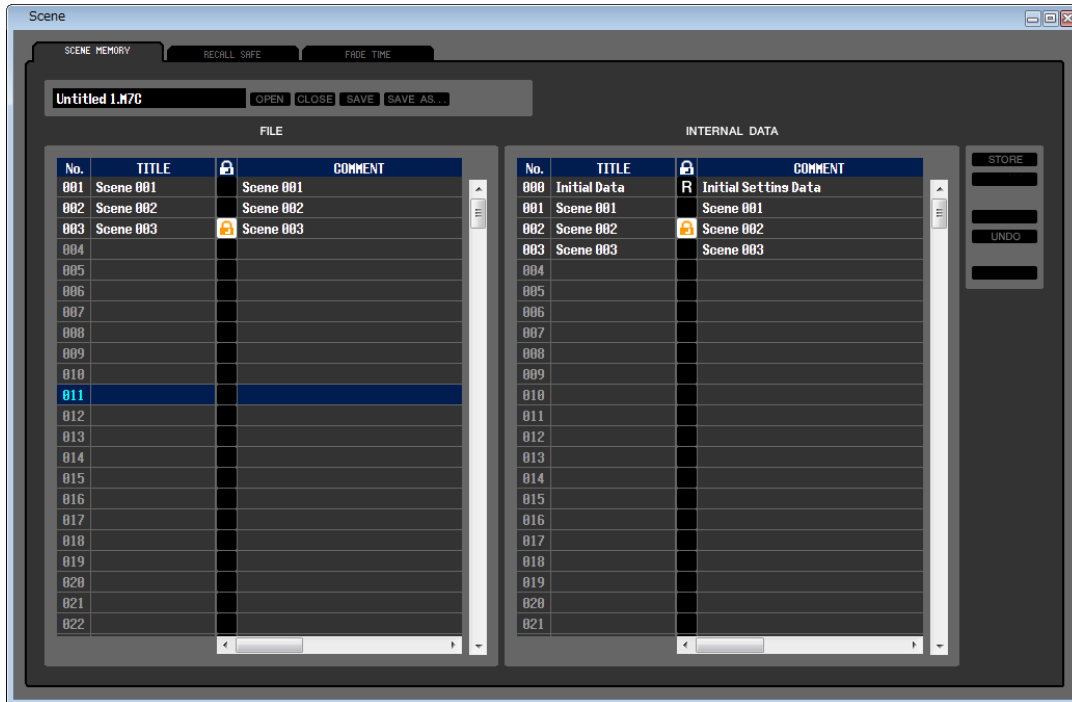 Scene
SCENE MEMORY RECALL SAFE FADE TIME
Untitled 1.M7C OPEN CLOSE SAVE SAVE AS...
FILE INTERNAL DATA
No. TITLE COMMENT No. TITLE COMMENT STORE
001 Scene 001 Scene 001 000 Initial Data R Initial Setting Data
002 Scene 002 Scene 002 001 Scene 001 Scene 001
003 Scene 003 Scene 003 002 Scene 002 Scene 002 UNDO
004 003 Scene 003 Scene 003
005 004
006 005
007 006
008 007
009 008
010 009
011 010
012 011
013 012
014 013
015 014
016 015
017 016
018 017
019 018
020 019
021 020
022 021